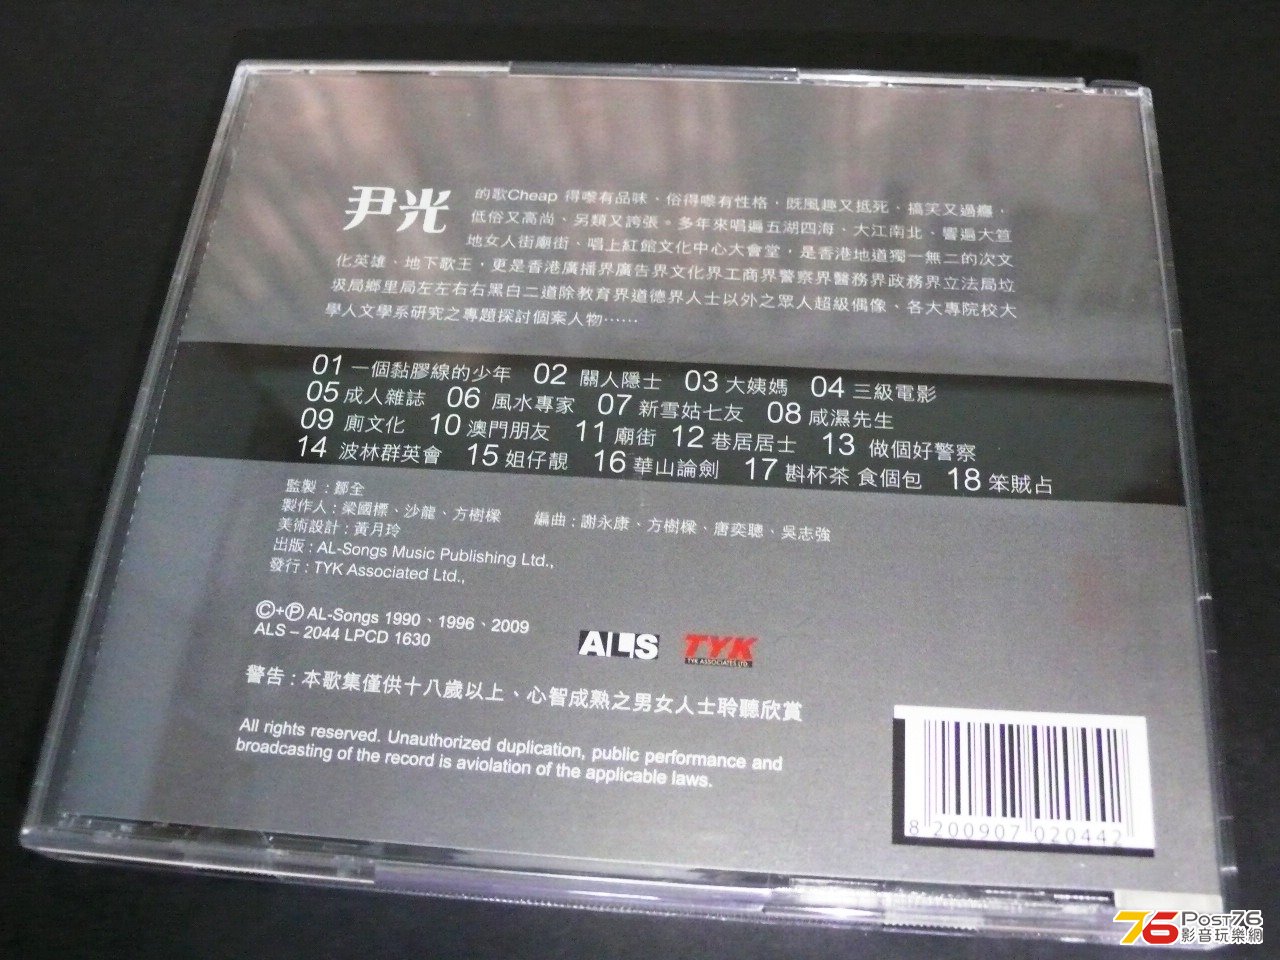 尹光
的歌Cheap 得嚟有品味、俗得嚟有性格，既風趣又抵死、搞笑又過癮，
低俗又高尚、另類又誇張。多年來唱遍五湖四海、大江南北、響遍大笪
地女人街廟街、唱上紅館文化中心大會堂，是香港地道獨一無二的次文
化英雄、地下歌王，更是香港廣播界廣告界文化界工商界警察界醫務界政務界立法局垃
圾局鄉里局左左右右黑白二道除教育界道德界人士以外之眾人超級偶像、各大專院校大
學人文學系研究之專題探討個案人物⋯⋯
01 一個黏膠線的少年 02 關人隱士 03 大姨媽 04 三級電影
05 成人雜誌 06 風水專家 07 新雪姑七友 08 咸濕先生
09 廁文化 10 澳門朋友 11 廟街 12 巷居居士 13 做個好警察
14 波林群英會 15 姐仔靚 16 華山論劍 17 斟杯茶 食個包 18 笨賊占
監製：鄒全
製作人：梁國標、沙龍、方樹樑 編曲：謝永康、方樹樑、唐奕聰、吳志強
美術設計：黃月玲
出版：AL-Songs Music Publishing Ltd.,
發行：TYK Associated Ltd.,
©+℗ AL-Songs 1990、1996、2009
ALS – 2044 LPCD 1630
ALS TYK
TYK ASSOCIATES LTD.
警告：本歌集僅供十八歲以上、心智成熟之男女人士聆聽欣賞
All rights reserved. Unauthorized duplication, public performance and
broadcasting of the record is aviolation of the applicable laws.
8 200907 020442
76 Post76
影音玩樂網